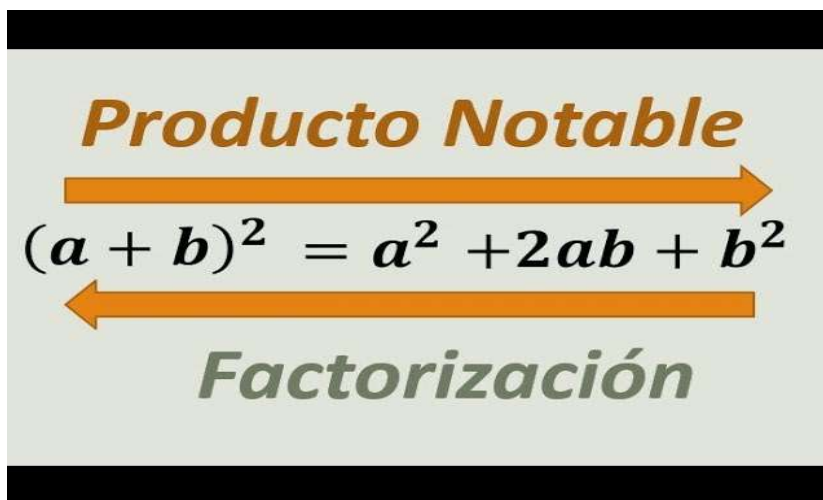 Producto Notable
(a + b)² = a² +2ab + b²
Factorización